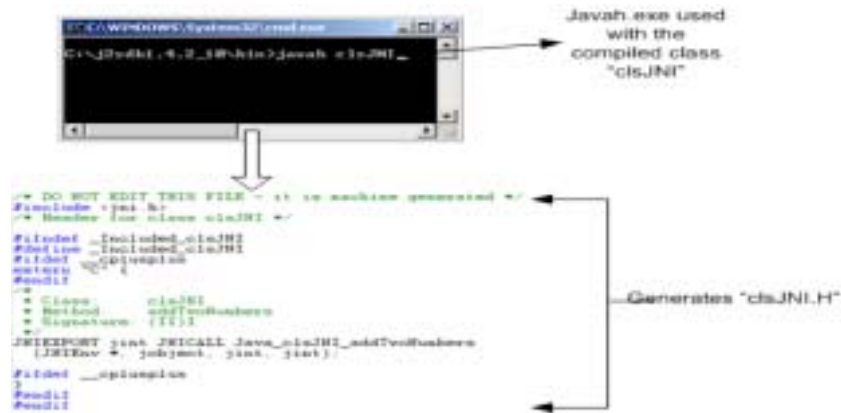 C:\WINDOWS\System32\cmd.exe
C:\j2sdk1.4.2_10\bin>javah clsJNI_
Javah.exe used
with the
compiled class
"clsJNI"
/* DO NOT EDIT THIS FILE - it is machine generated */
#include <jni.h>
/* Header for class clsJNI */
#ifndef _Included_clsJNI
#define _Included_clsJNI
#ifdef __cplusplus
extern "C" {
#endif
/*
* Class: clsJNI
* Method: addTwoNumbers
* Signature: (II)I
*/
JNIEXPORT jint JNICALL Java_clsJNI_addTwoNumbers
(JNIEnv *, jobject, jint, jint);
#ifdef __cplusplus
}
#endif
#endif
Generates "clsJNI.H"